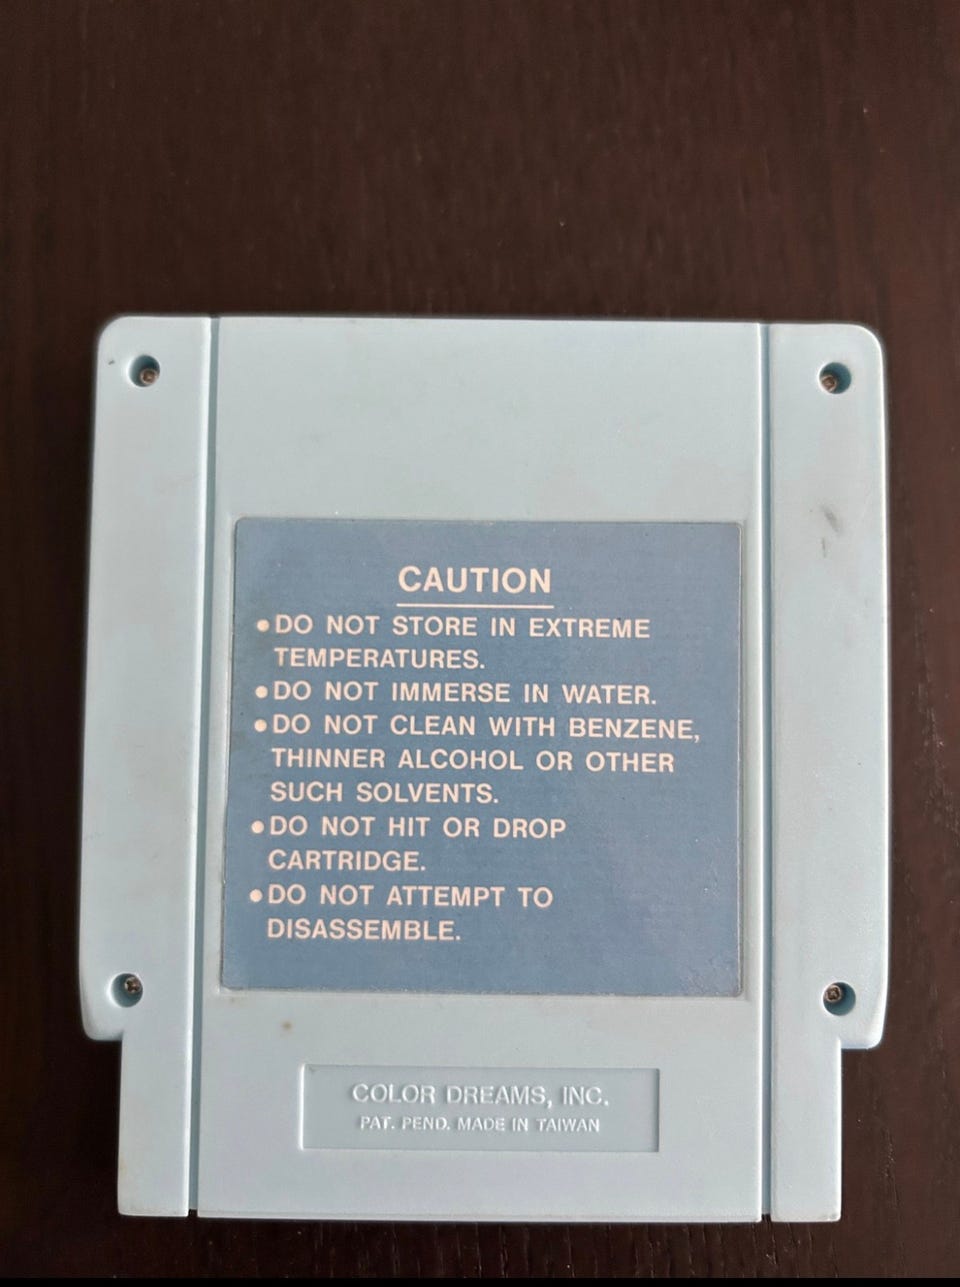 CAUTION
•DO NOT STORE IN EXTREME
TEMPERATURES.
•DO NOT IMMERSE IN WATER.
•DO NOT CLEAN WITH BENZENE,
THINNER ALCOHOL OR OTHER
SUCH SOLVENTS.
•DO NOT HIT OR DROP
CARTRIDGE.
•DO NOT ATTEMPT TO
DISASSEMBLE.
COLOR DREAMS, INC.
PAT. PEND. MADE IN TAIWAN